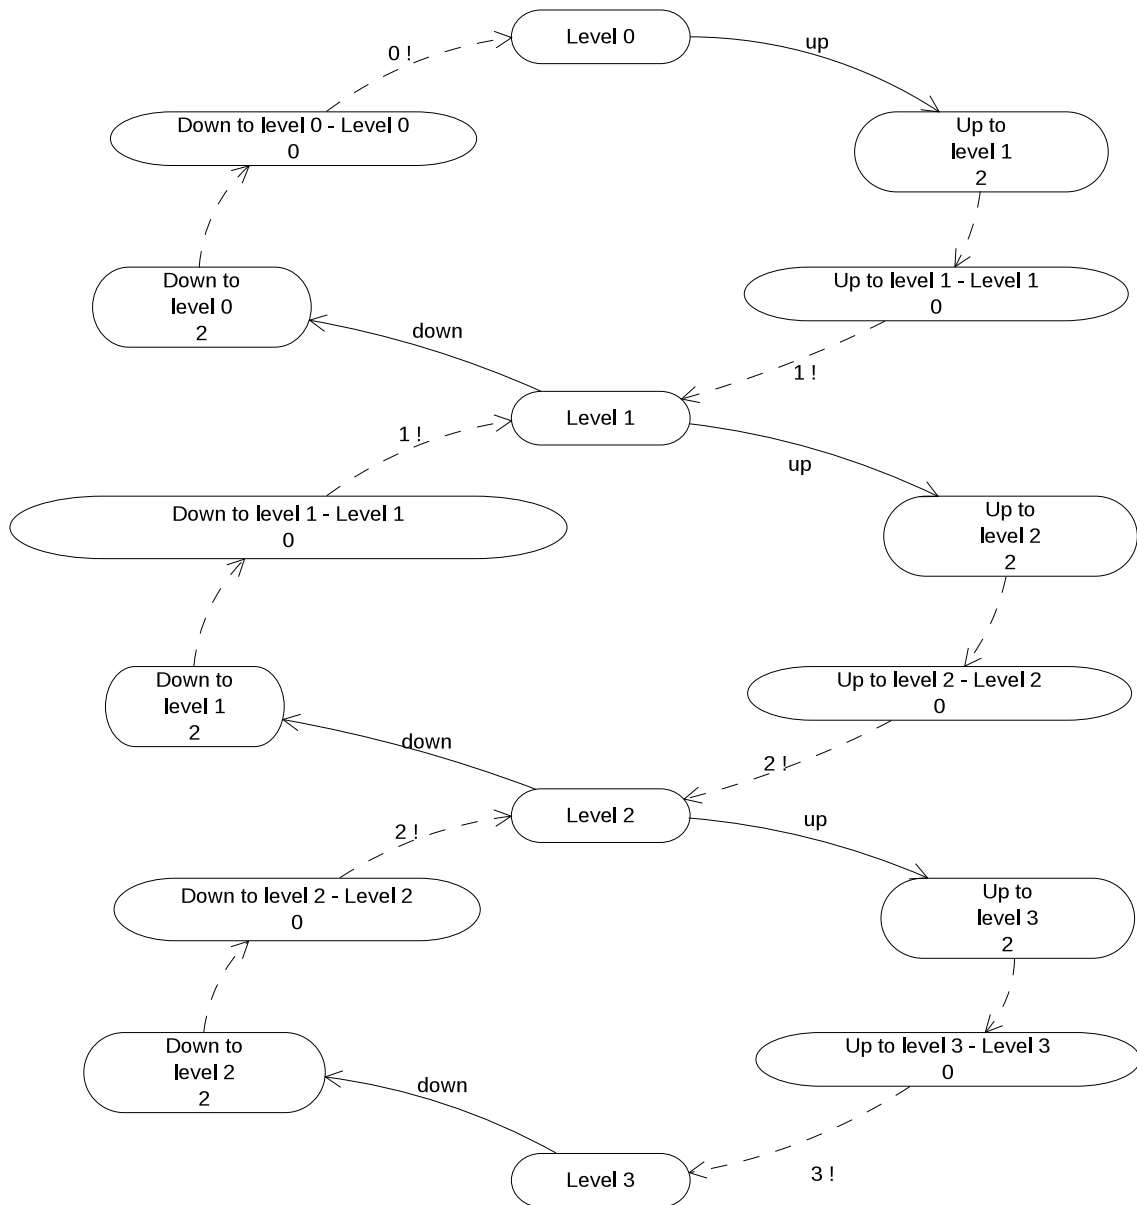 Level 0
up
0 !
Down to level 0 - Level 0
0
Up to
level 1
2
Down to
level 0
2
Up to level 1 - Level 1
0
down
1 !
Level 1
1 !
up
Down to level 1 - Level 1
0
Up to
level 2
2
Down to
level 1
2
Up to level 2 - Level 2
0
down
2 !
Level 2
up
2 !
Down to level 2 - Level 2
0
Up to
level 3
2
Down to
level 2
2
Up to level 3 - Level 3
0
down
Level 3
3 !